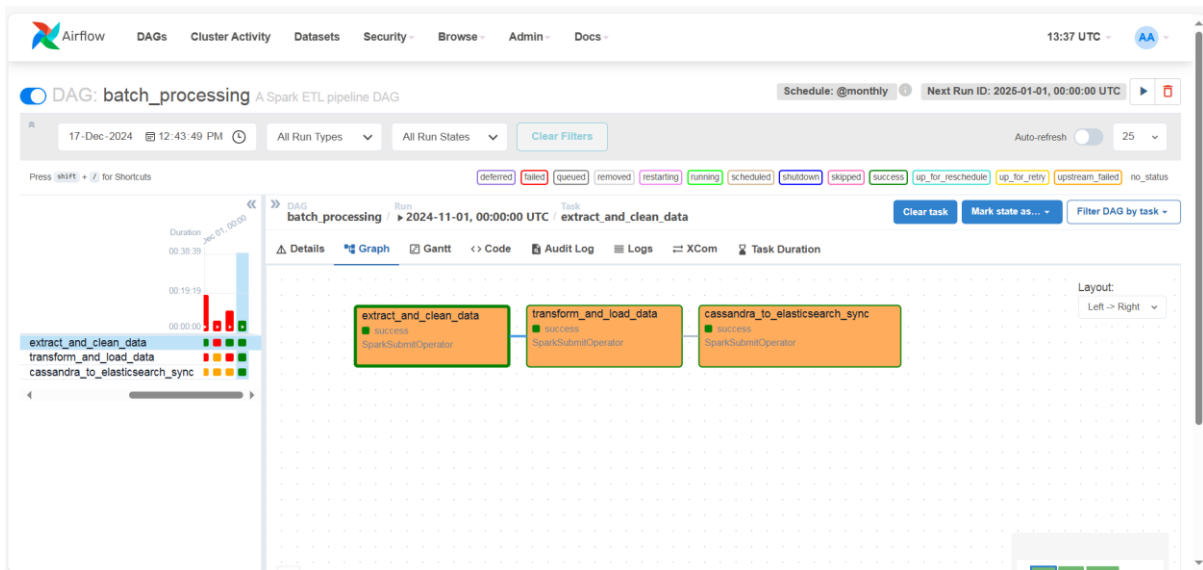 Airflow DAGs Cluster Activity Datasets Security Browse Admin Docs 13:37 UTC AA
DAG: batch_processing A Spark ETL pipeline DAG Schedule: @monthly Next Run ID: 2025-01-01, 00:00:00 UTC
17-Dec-2024 12:43:49 PM All Run Types All Run States Clear Filters Auto-refresh 25
Press shift + / for Shortcuts deferred failed queued removed restarting running scheduled shutdown skipped success up_for_reschedule up_for_retry upstream_failed no_status
DAG Run Task
batch_processing / 2024-11-01, 00:00:00 UTC / extract_and_clean_data Clear task Mark state as... Filter DAG by task
Dec 01, 00:00
Duration
00:38:39
00:19:19
00:00:00
extract_and_clean_data
transform_and_load_data
cassandra_to_elasticsearch_sync
Details Graph Gantt <> Code Audit Log Logs XCom Task Duration
Layout:
Left -> Right
extract_and_clean_data
success
SparkSubmitOperator
transform_and_load_data
success
SparkSubmitOperator
cassandra_to_elasticsearch_sync
success
SparkSubmitOperator